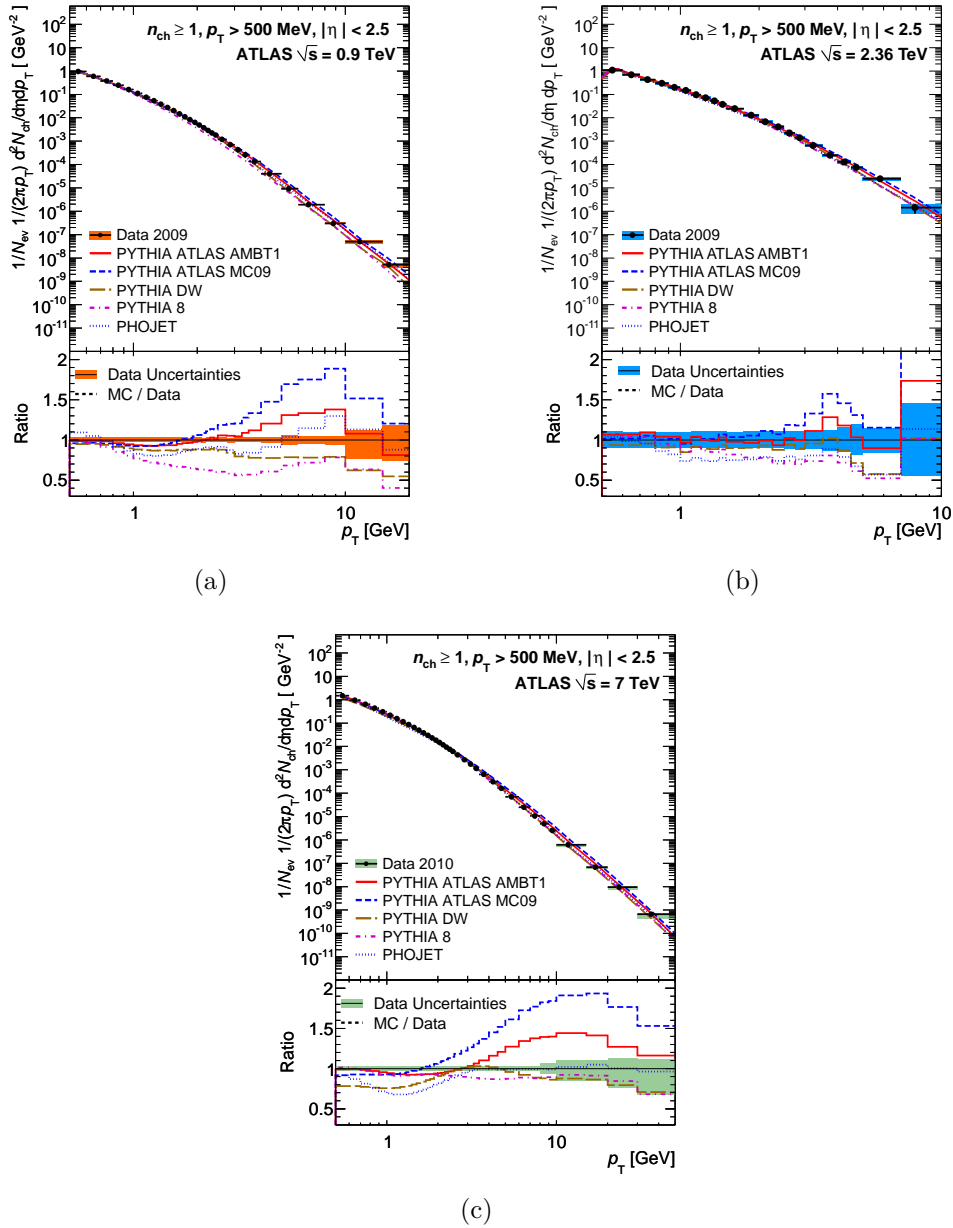 1/N_ev 1/(2πp_T) d²N_ch/dηdp_T [ GeV⁻² ]
n_ch ≥ 1, p_T > 500 MeV, |η| < 2.5
ATLAS √s = 0.9 TeV
10²
10
1
10⁻¹
10⁻²
10⁻³
10⁻⁴
10⁻⁵
10⁻⁶
10⁻⁷
10⁻⁸
10⁻⁹
10⁻¹⁰
10⁻¹¹
Data 2009
PYTHIA ATLAS AMBT1
PYTHIA ATLAS MC09
PYTHIA DW
PYTHIA 8
PHOJET
Ratio
2
1.5
1
0.5
Data Uncertainties
MC / Data
1
10
p_T [GeV]
(a)
1/N_ev 1/(2πp_T) d²N_ch/dη dp_T [ GeV⁻² ]
n_ch ≥ 1, p_T > 500 MeV, |η| < 2.5
ATLAS √s = 2.36 TeV
10²
10
1
10⁻¹
10⁻²
10⁻³
10⁻⁴
10⁻⁵
10⁻⁶
10⁻⁷
10⁻⁸
10⁻⁹
10⁻¹⁰
10⁻¹¹
Data 2009
PYTHIA ATLAS AMBT1
PYTHIA ATLAS MC09
PYTHIA DW
PYTHIA 8
PHOJET
Ratio
2
1.5
1
0.5
Data Uncertainties
MC / Data
1
10
p_T [GeV]
(b)
1/N_ev 1/(2πp_T) d²N_ch/dηdp_T [ GeV⁻² ]
n_ch ≥ 1, p_T > 500 MeV, |η| < 2.5
ATLAS √s = 7 TeV
10²
10
1
10⁻¹
10⁻²
10⁻³
10⁻⁴
10⁻⁵
10⁻⁶
10⁻⁷
10⁻⁸
10⁻⁹
10⁻¹⁰
10⁻¹¹
Data 2010
PYTHIA ATLAS AMBT1
PYTHIA ATLAS MC09
PYTHIA DW
PYTHIA 8
PHOJET
Ratio
2
1.5
1
0.5
Data Uncertainties
MC / Data
1
10
p_T [GeV]
(c)